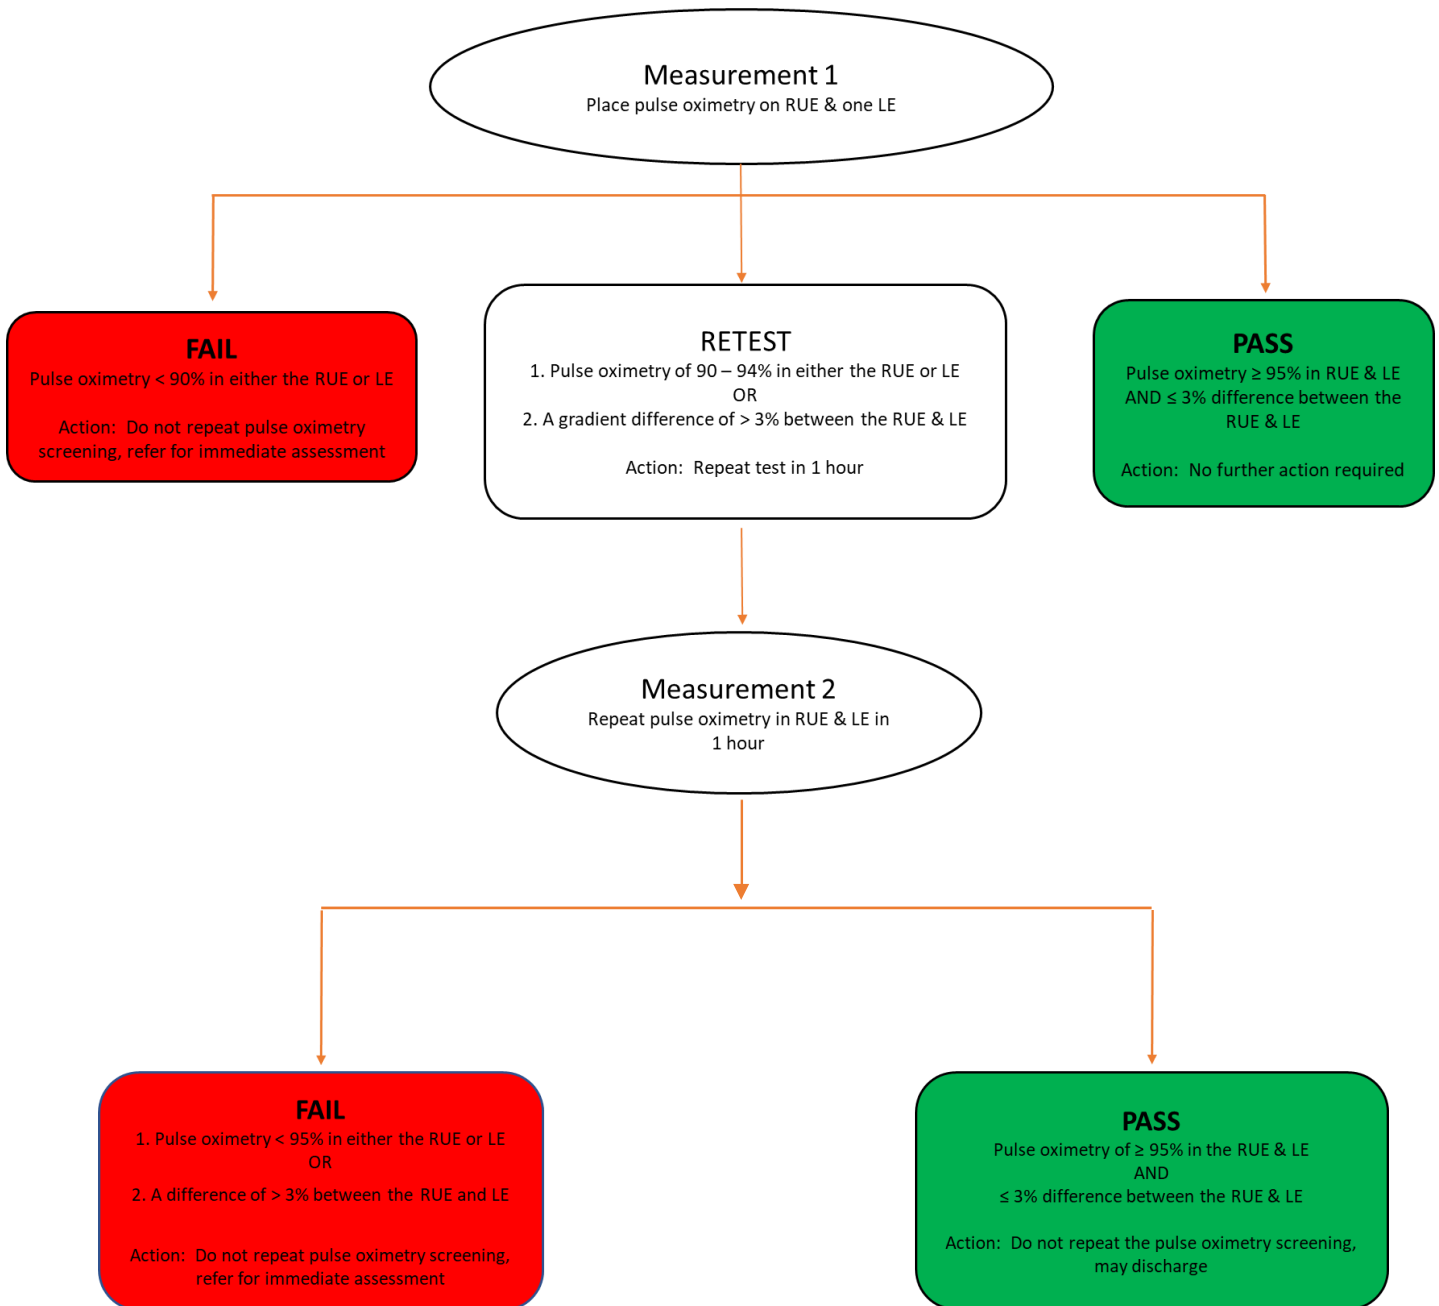 Measurement 1
Place pulse oximetry on RUE & one LE
FAIL
Pulse oximetry < 90% in either the RUE or LE
Action:  Do not repeat pulse oximetry
screening, refer for immediate assessment
RETEST
1. Pulse oximetry of 90 – 94% in either the RUE or LE
OR
2. A gradient difference of > 3% between the RUE & LE
Action:  Repeat test in 1 hour
PASS
Pulse oximetry ≥ 95% in RUE & LE
AND ≤ 3% difference between the
RUE & LE
Action:  No further action required
Measurement 2
Repeat pulse oximetry in RUE & LE in
1 hour
FAIL
1. Pulse oximetry < 95% in either the RUE or LE
OR
2. A difference of > 3% between the RUE and LE
Action:  Do not repeat pulse oximetry screening,
refer for immediate assessment
PASS
Pulse oximetry of ≥ 95% in the RUE & LE
AND
≤ 3% difference between the RUE & LE
Action:  Do not repeat the pulse oximetry screening,
may discharge